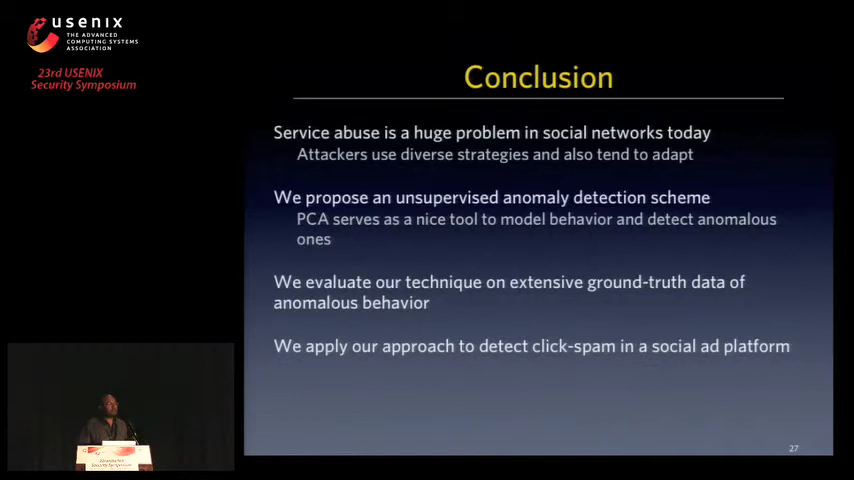 usenix
THE ADVANCED
COMPUTING SYSTEMS
ASSOCIATION
23rd USENIX
Security Symposium
Conclusion
Service abuse is a huge problem in social networks today
Attackers use diverse strategies and also tend to adapt
We propose an unsupervised anomaly detection scheme
PCA serves as a nice tool to model behavior and detect anomalous
ones
We evaluate our technique on extensive ground-truth data of
anomalous behavior
We apply our approach to detect click-spam in a social ad platform
27
Security Symposium